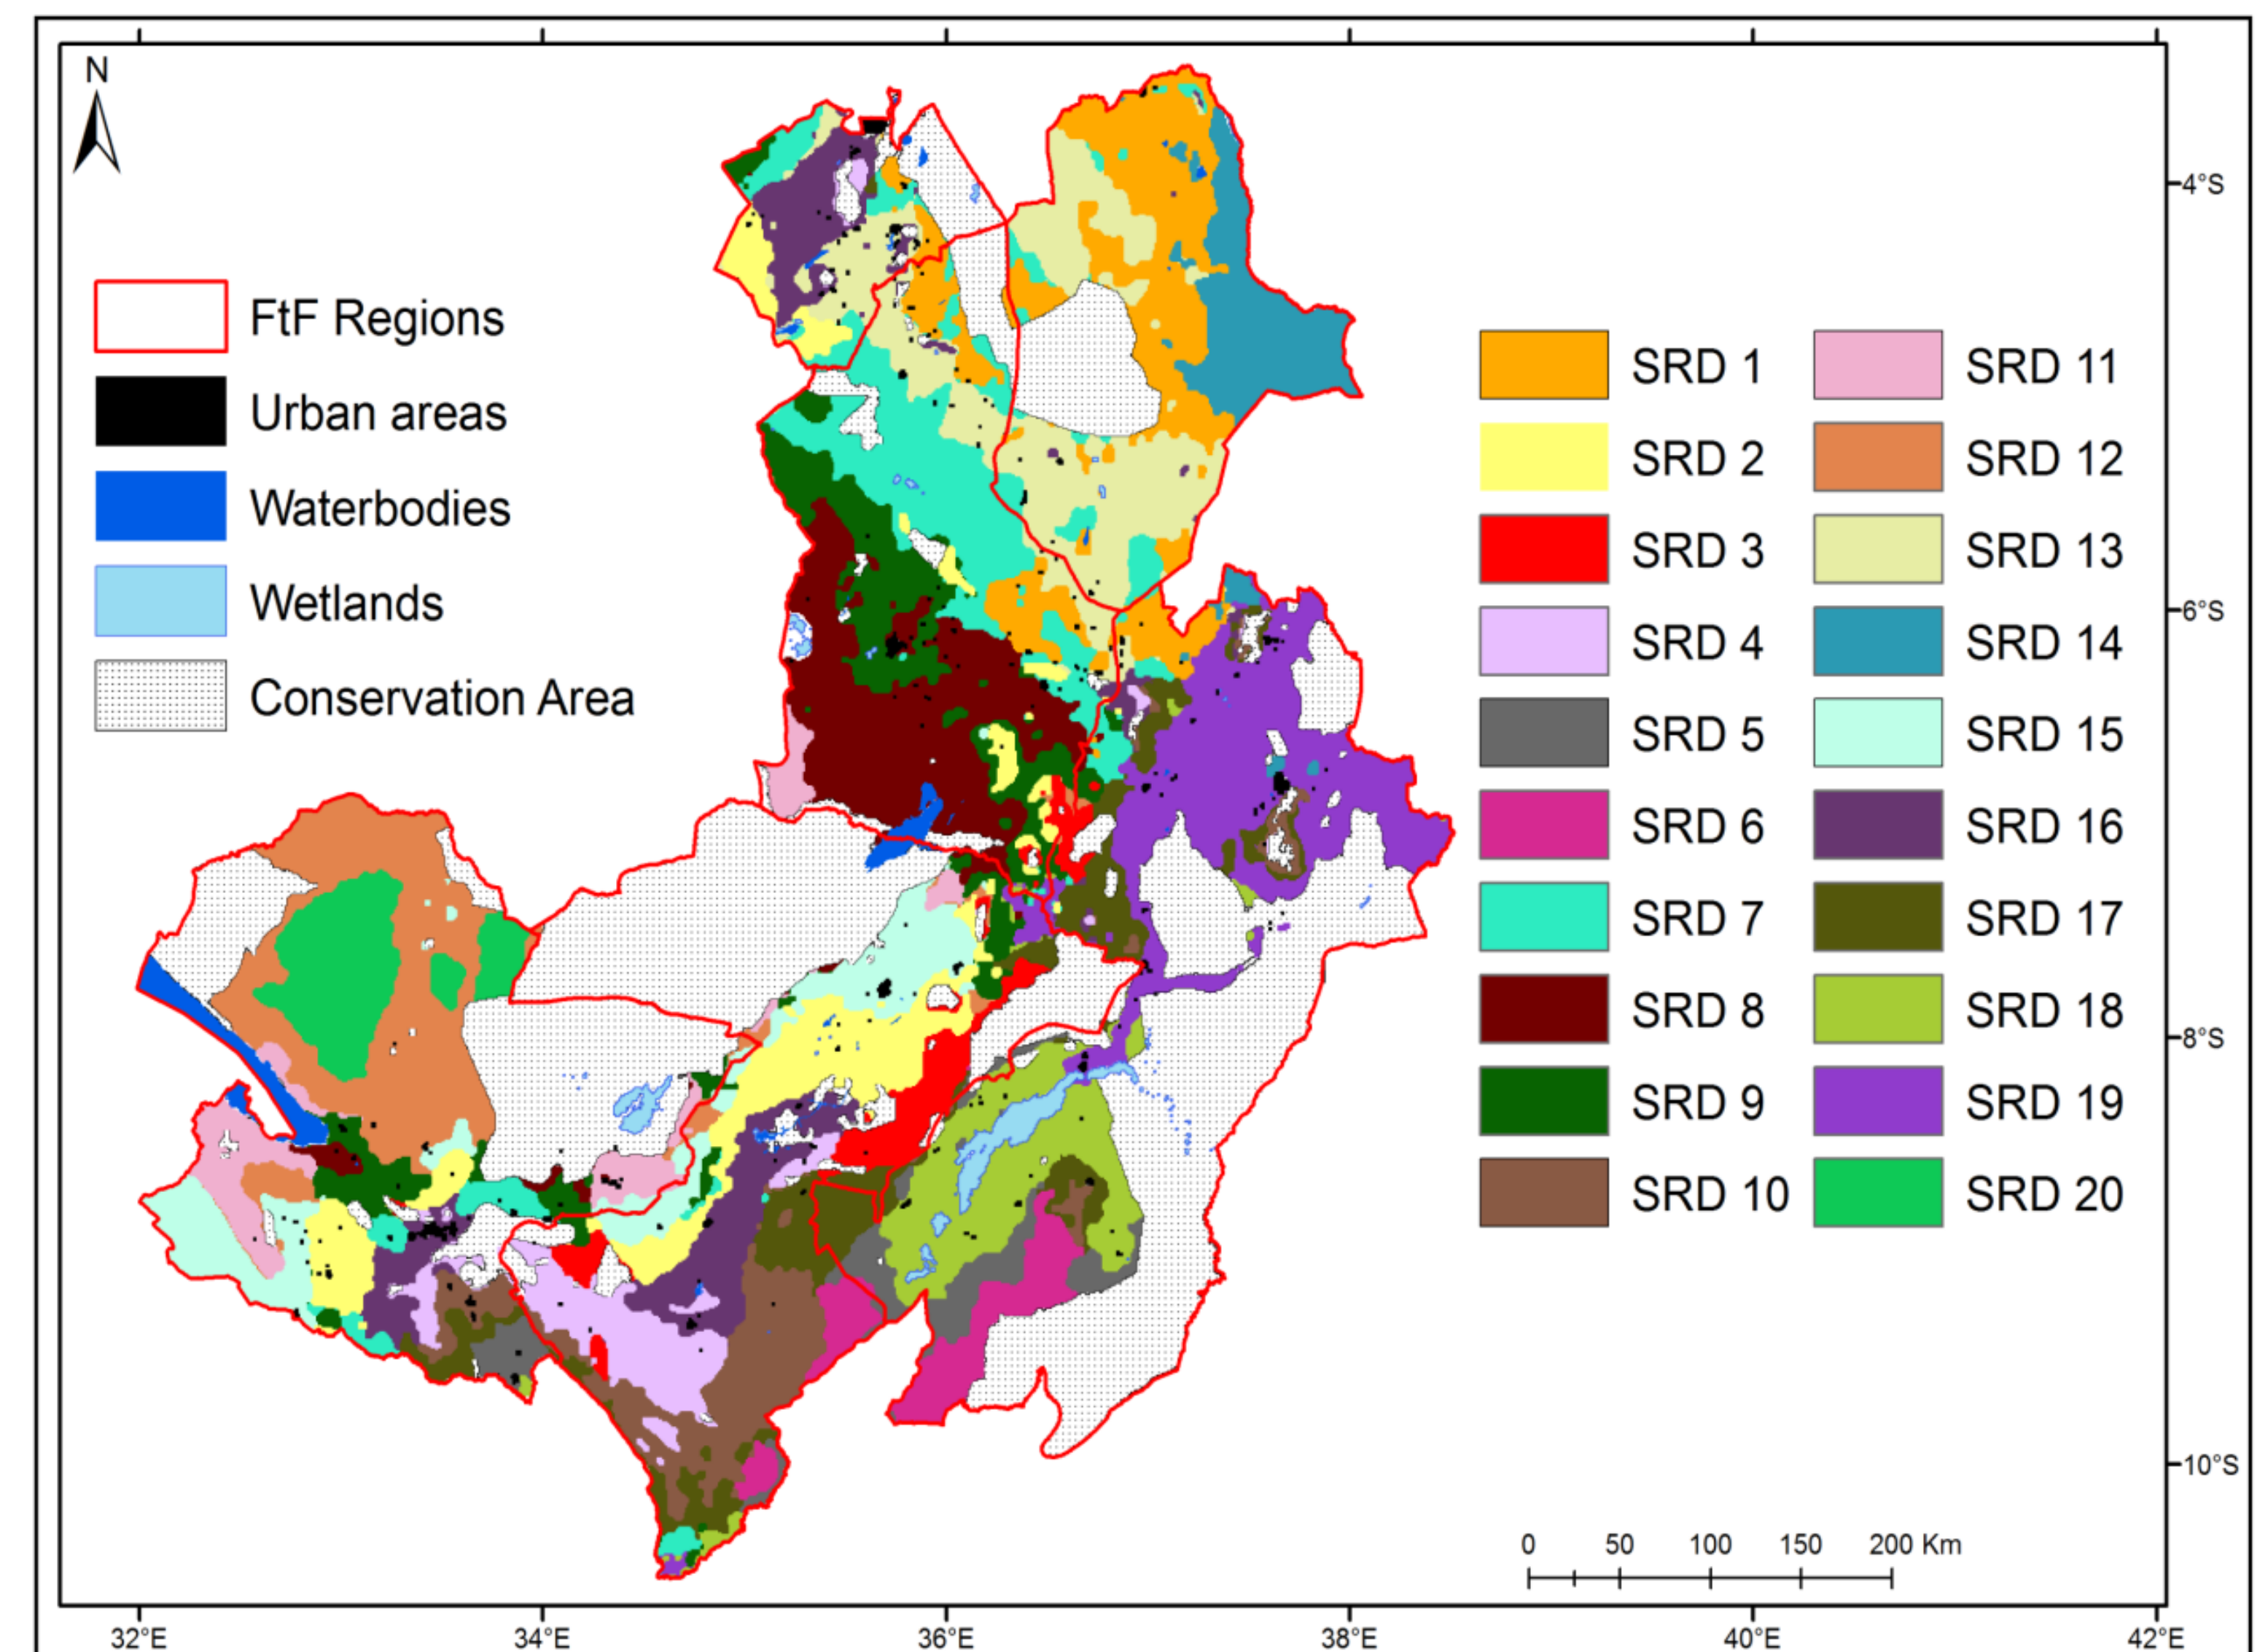 N
FtF Regions
Urban areas
Waterbodies
Wetlands
Conservation Area
SRD 1
SRD 2
SRD 3
SRD 4
SRD 5
SRD 6
SRD 7
SRD 8
SRD 9
SRD 10
SRD 11
SRD 12
SRD 13
SRD 14
SRD 15
SRD 16
SRD 17
SRD 18
SRD 19
SRD 20
4°S
6°S
8°S
10°S
0 50 100 150 200 Km
32°E 34°E 36°E 38°E 40°E 42°E